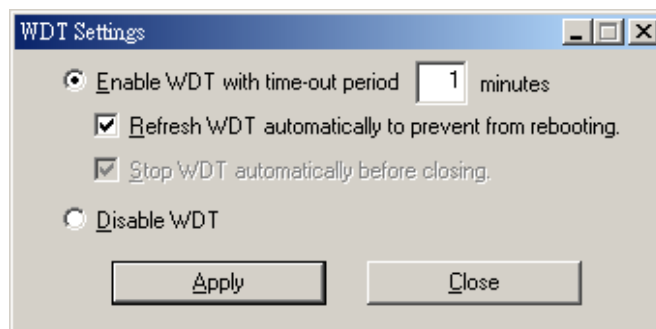 WDT Settings
Enable WDT with time-out period 1 minutes
Refresh WDT automatically to prevent from rebooting.
Stop WDT automatically before closing.
Disable WDT
Apply Close